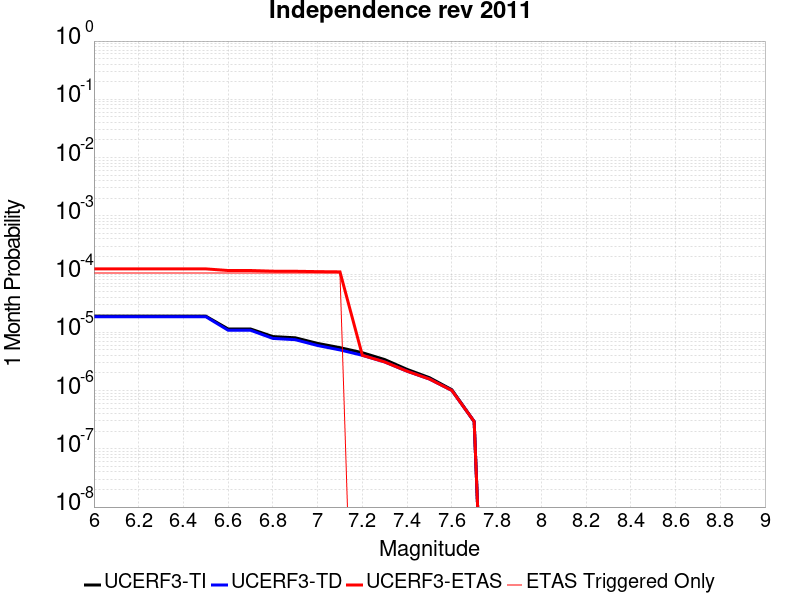 Independence rev 2011
1 Month Probability
10^0
10^-1
10^-2
10^-3
10^-4
10^-5
10^-6
10^-7
10^-8
6 6.2 6.4 6.6 6.8 7 7.2 7.4 7.6 7.8 8 8.2 8.4 8.6 8.8 9
Magnitude
UCERF3-TI UCERF3-TD UCERF3-ETAS ETAS Triggered Only